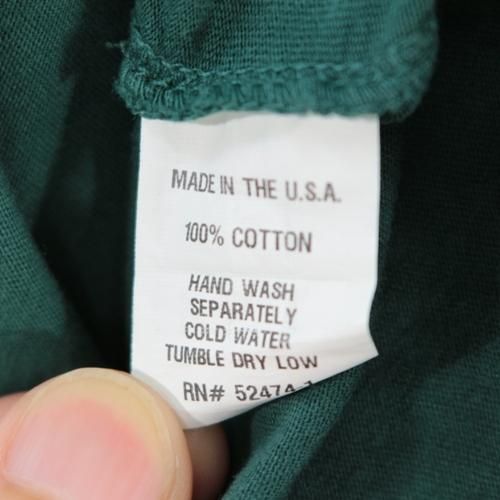 MADE IN THE U.S.A.
100% COTTON
HAND WASH
SEPARATELY
COLD WATER
TUMBLE DRY LOW
RN# 52474